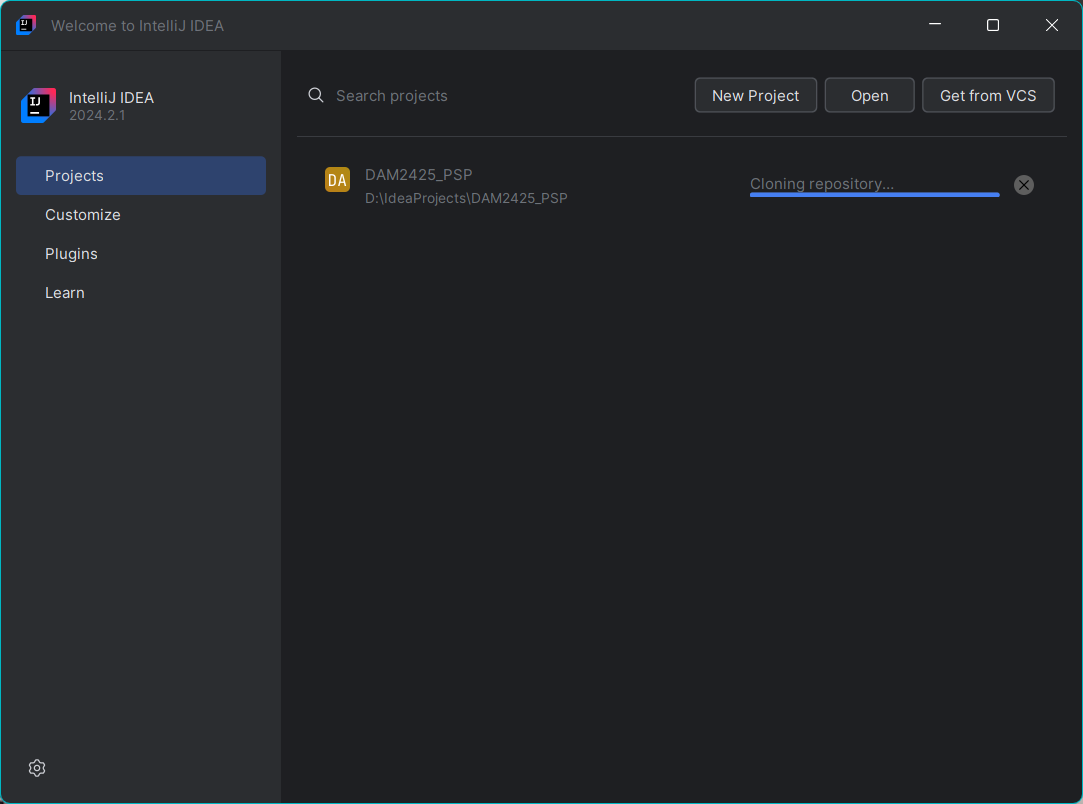 Welcome to IntelliJ IDEA
IJ
IntelliJ IDEA
2024.2.1
Projects
Customize
Plugins
Learn
Search projects
New Project
Open
Get from VCS
DA
DAM2425_PSP
D:\IdeaProjects\DAM2425_PSP
Cloning repository...